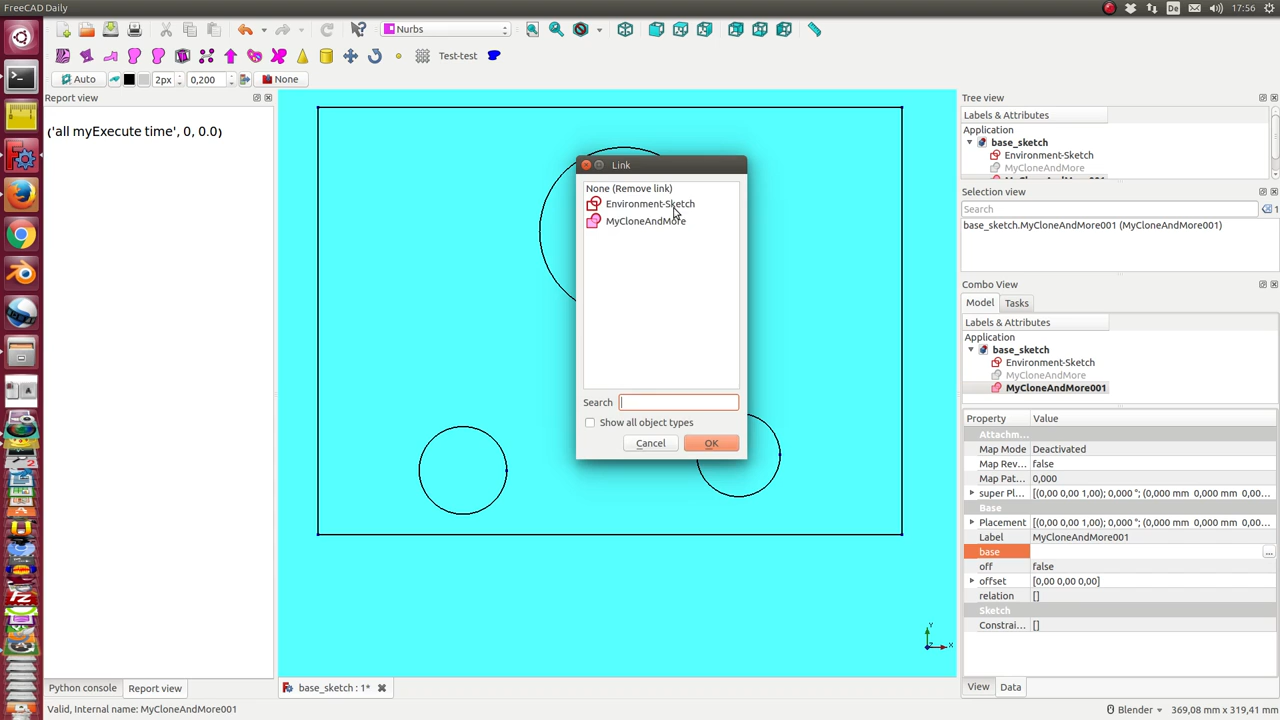 FreeCAD Daily
De
17:56
Nurbs
Test-test
Auto
2px
0,200
None
Report view
('all myExecute time', 0, 0.0)
Python console
Report view
Link
None (Remove link)
Environment-Sketch
MyCloneAndMore
Search
Show all object types
Cancel
OK
base_sketch : 1*
Tree view
Labels & Attributes
Application
base_sketch
Environment-Sketch
MyCloneAndMore
MyCloneAndMore001
Selection view
Search
1
base_sketch.MyCloneAndMore001 (MyCloneAndMore001)
Combo View
Model
Tasks
Labels & Attributes
Application
base_sketch
Environment-Sketch
MyCloneAndMore
MyCloneAndMore001
Property Value
Attachm...
Map Mode Deactivated
Map Rev... false
Map Pat... 0,000
super Pl... [(0,00 0,00 1,00); 0,000 °; (0,000 mm 0,000 mm 0,00...
Base
Placement [(0,00 0,00 1,00); 0,000 °; (0,000 mm 0,000 mm 0,00...
Label MyCloneAndMore001
base ...
off false
offset [0,00 0,00 0,00]
relation []
Sketch
Constrai... []
View
Data
Y
Z
X
Valid, Internal name: MyCloneAndMore001
Blender
369,08 mm x 319,41 mm